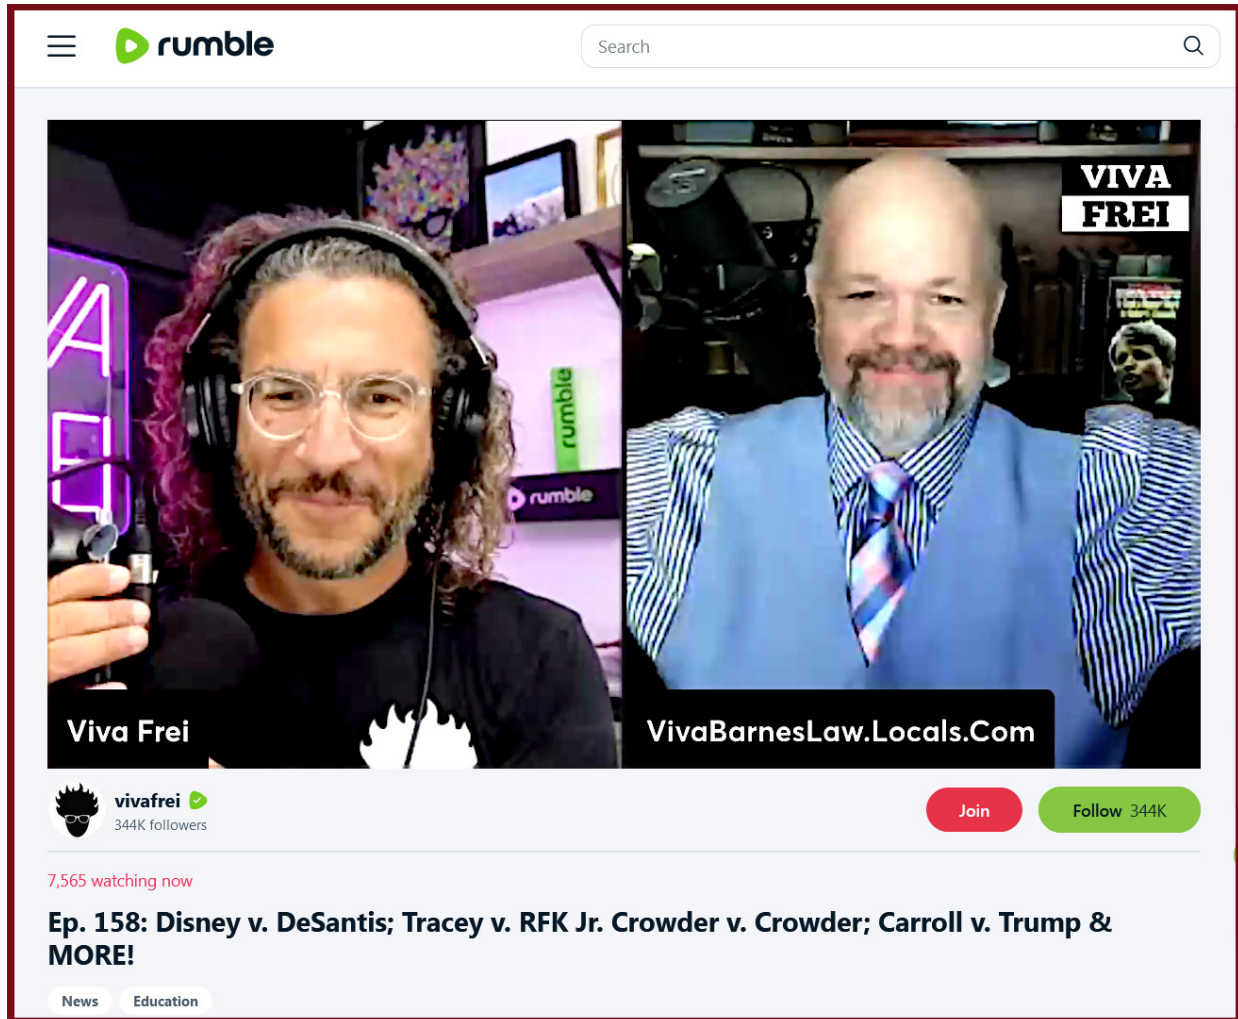 rumble
Search
VIVA
FREI
VA
rumble
rumble
Viva Frei
VivaBarnesLaw.Locals.Com
vivafrei
344K followers
Join
Follow 344K
7,565 watching now
Ep. 158: Disney v. DeSantis; Tracey v. RFK Jr. Crowder v. Crowder; Carroll v. Trump &
MORE!
News
Education